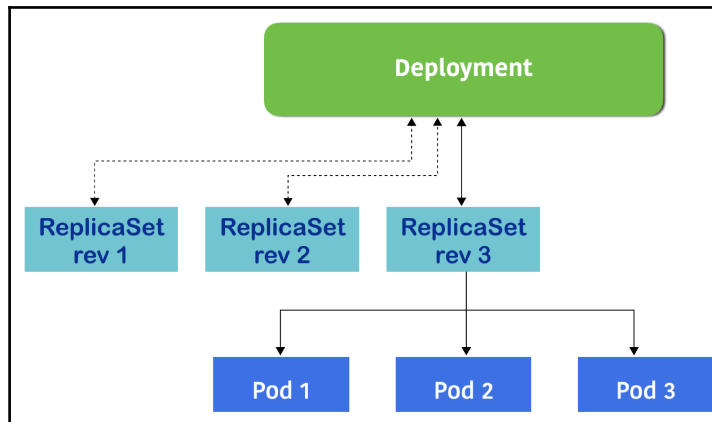 Deployment
ReplicaSet
rev 1
ReplicaSet
rev 2
ReplicaSet
rev 3
Pod 1
Pod 2
Pod 3